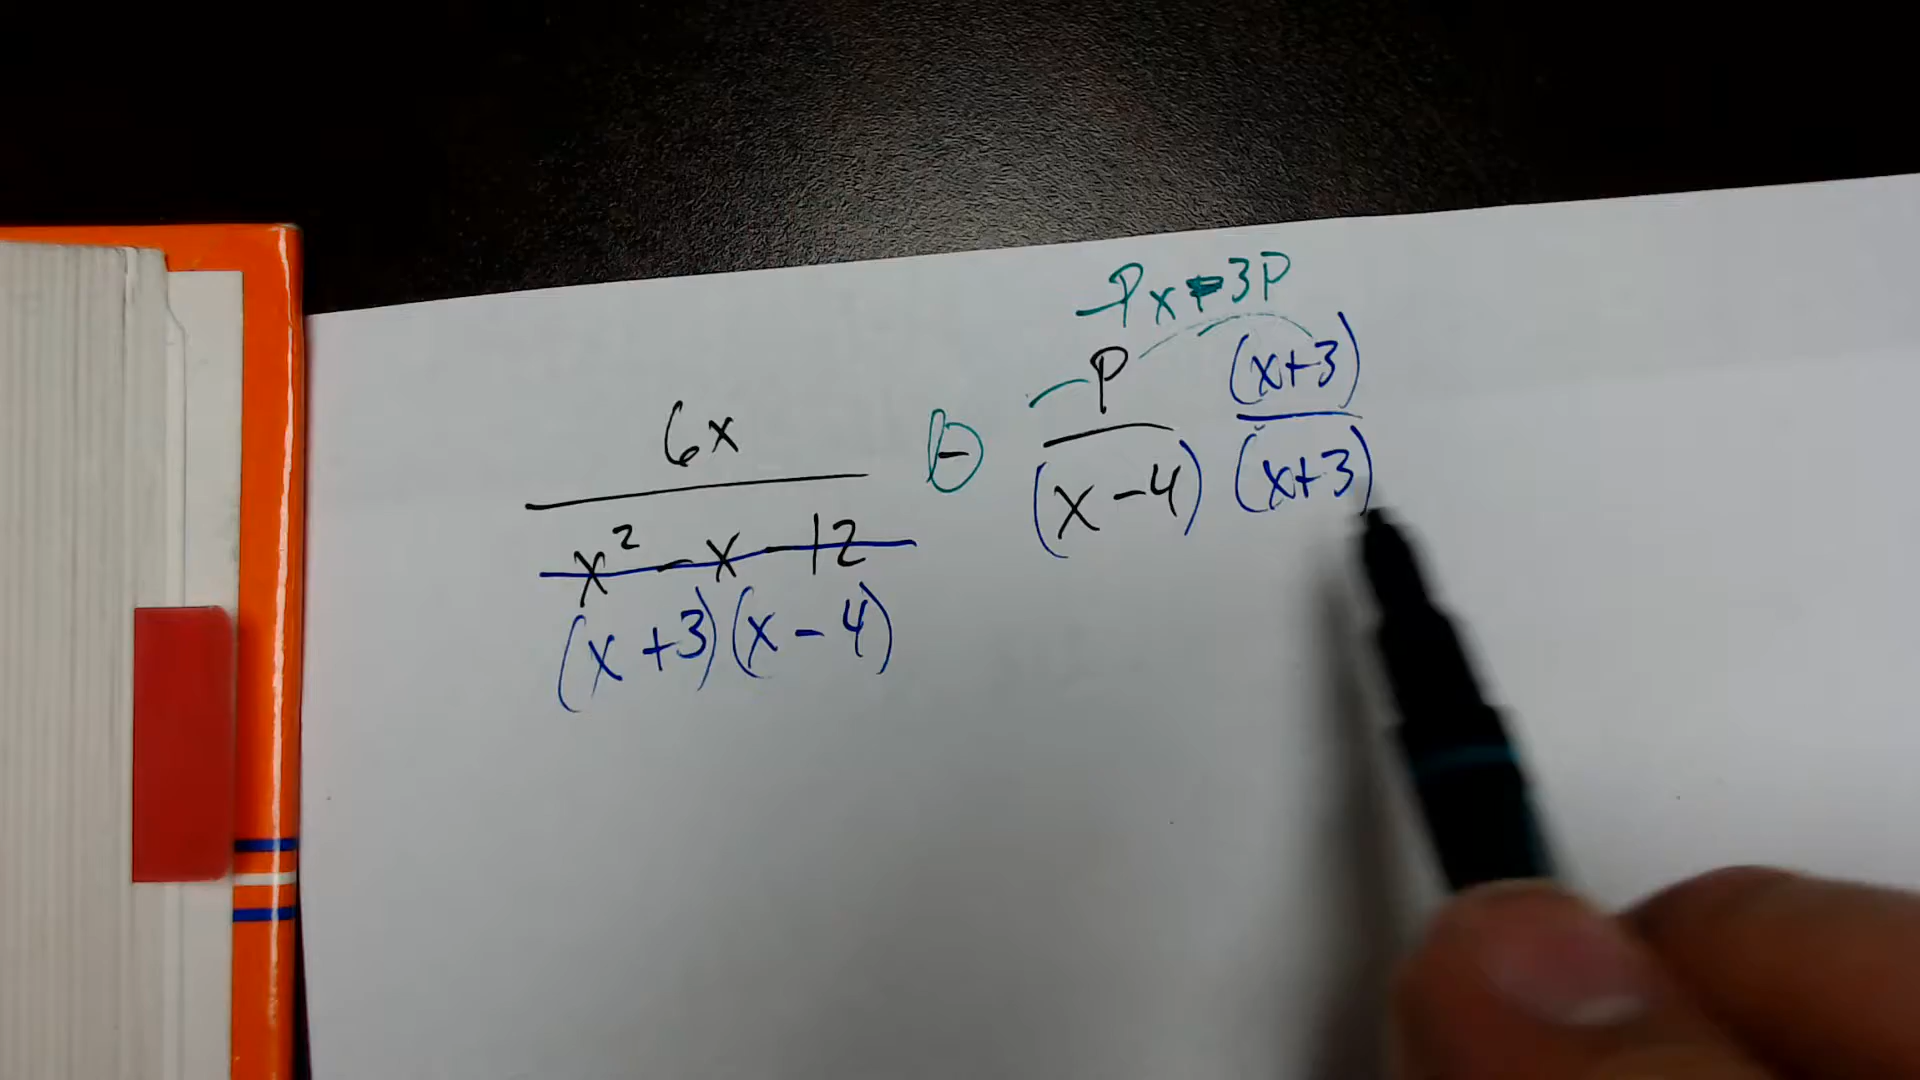 -Px-3P
6x/(x² - x - 12) ⊖ -P/(x-4) (x+3)/(x+3)
(x+3)(x-4)